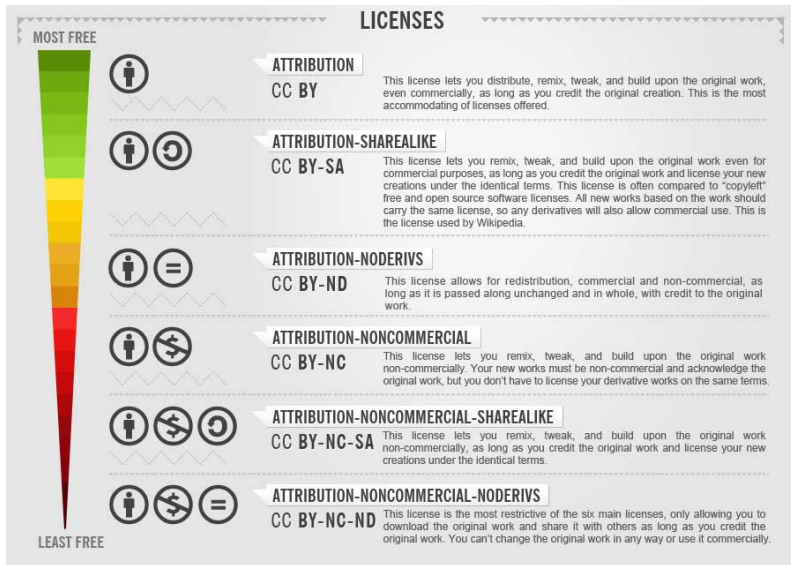 LICENSES
MOST FREE
ATTRIBUTION
CC BY
This license lets you distribute, remix, tweak, and build upon the original work,
even commercially, as long as you credit the original creation. This is the most
accommodating of licenses offered.
ATTRIBUTION-SHAREALIKE
CC BY-SA
This license lets you remix, tweak, and build upon the original work even for
commercial purposes, as long as you credit the original work and license your new
creations under the identical terms. This license is often compared to “copyleft”
free and open source software licenses. All new works based on the work should
carry the same license, so any derivatives will also allow commercial use. This is
the license used by Wikipedia.
ATTRIBUTION-NODERIVS
CC BY-ND
This license allows for redistribution, commercial and non-commercial, as
long as it is passed along unchanged and in whole, with credit to the original
work.
ATTRIBUTION-NONCOMMERCIAL
CC BY-NC
This license lets you remix, tweak, and build upon the original work
non-commercially. Your new works must be non-commercial and acknowledge the
original work, but you don’t have to license your derivative works on the same terms.
ATTRIBUTION-NONCOMMERCIAL-SHAREALIKE
CC BY-NC-SA
This license lets you remix, tweak, and build upon the original work
non-commercially, as long as you credit the original work and license your new
creations under the identical terms.
ATTRIBUTION-NONCOMMERCIAL-NODERIVS
CC BY-NC-ND
This license is the most restrictive of the six main licenses, only allowing you to
download the original work and share it with others as long as you credit the
original work. You can’t change the original work in any way or use it commercially.
LEAST FREE